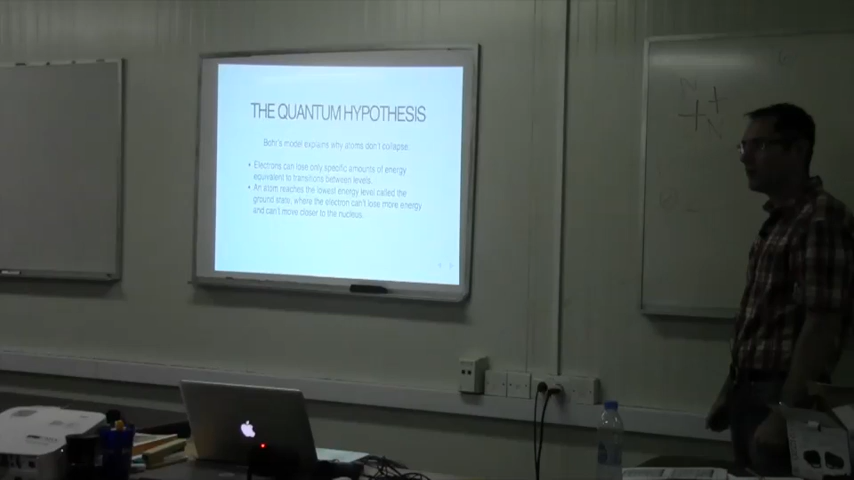 THE QUANTUM HYPOTHESIS
Bohr's model explains why atoms don't collapse.
• Electrons can lose only specific amounts of energy
equivalent to transitions between levels.
• An atom reaches the lowest energy level called the
ground state, where the electron can't lose more energy
and can't move closer to the nucleus.